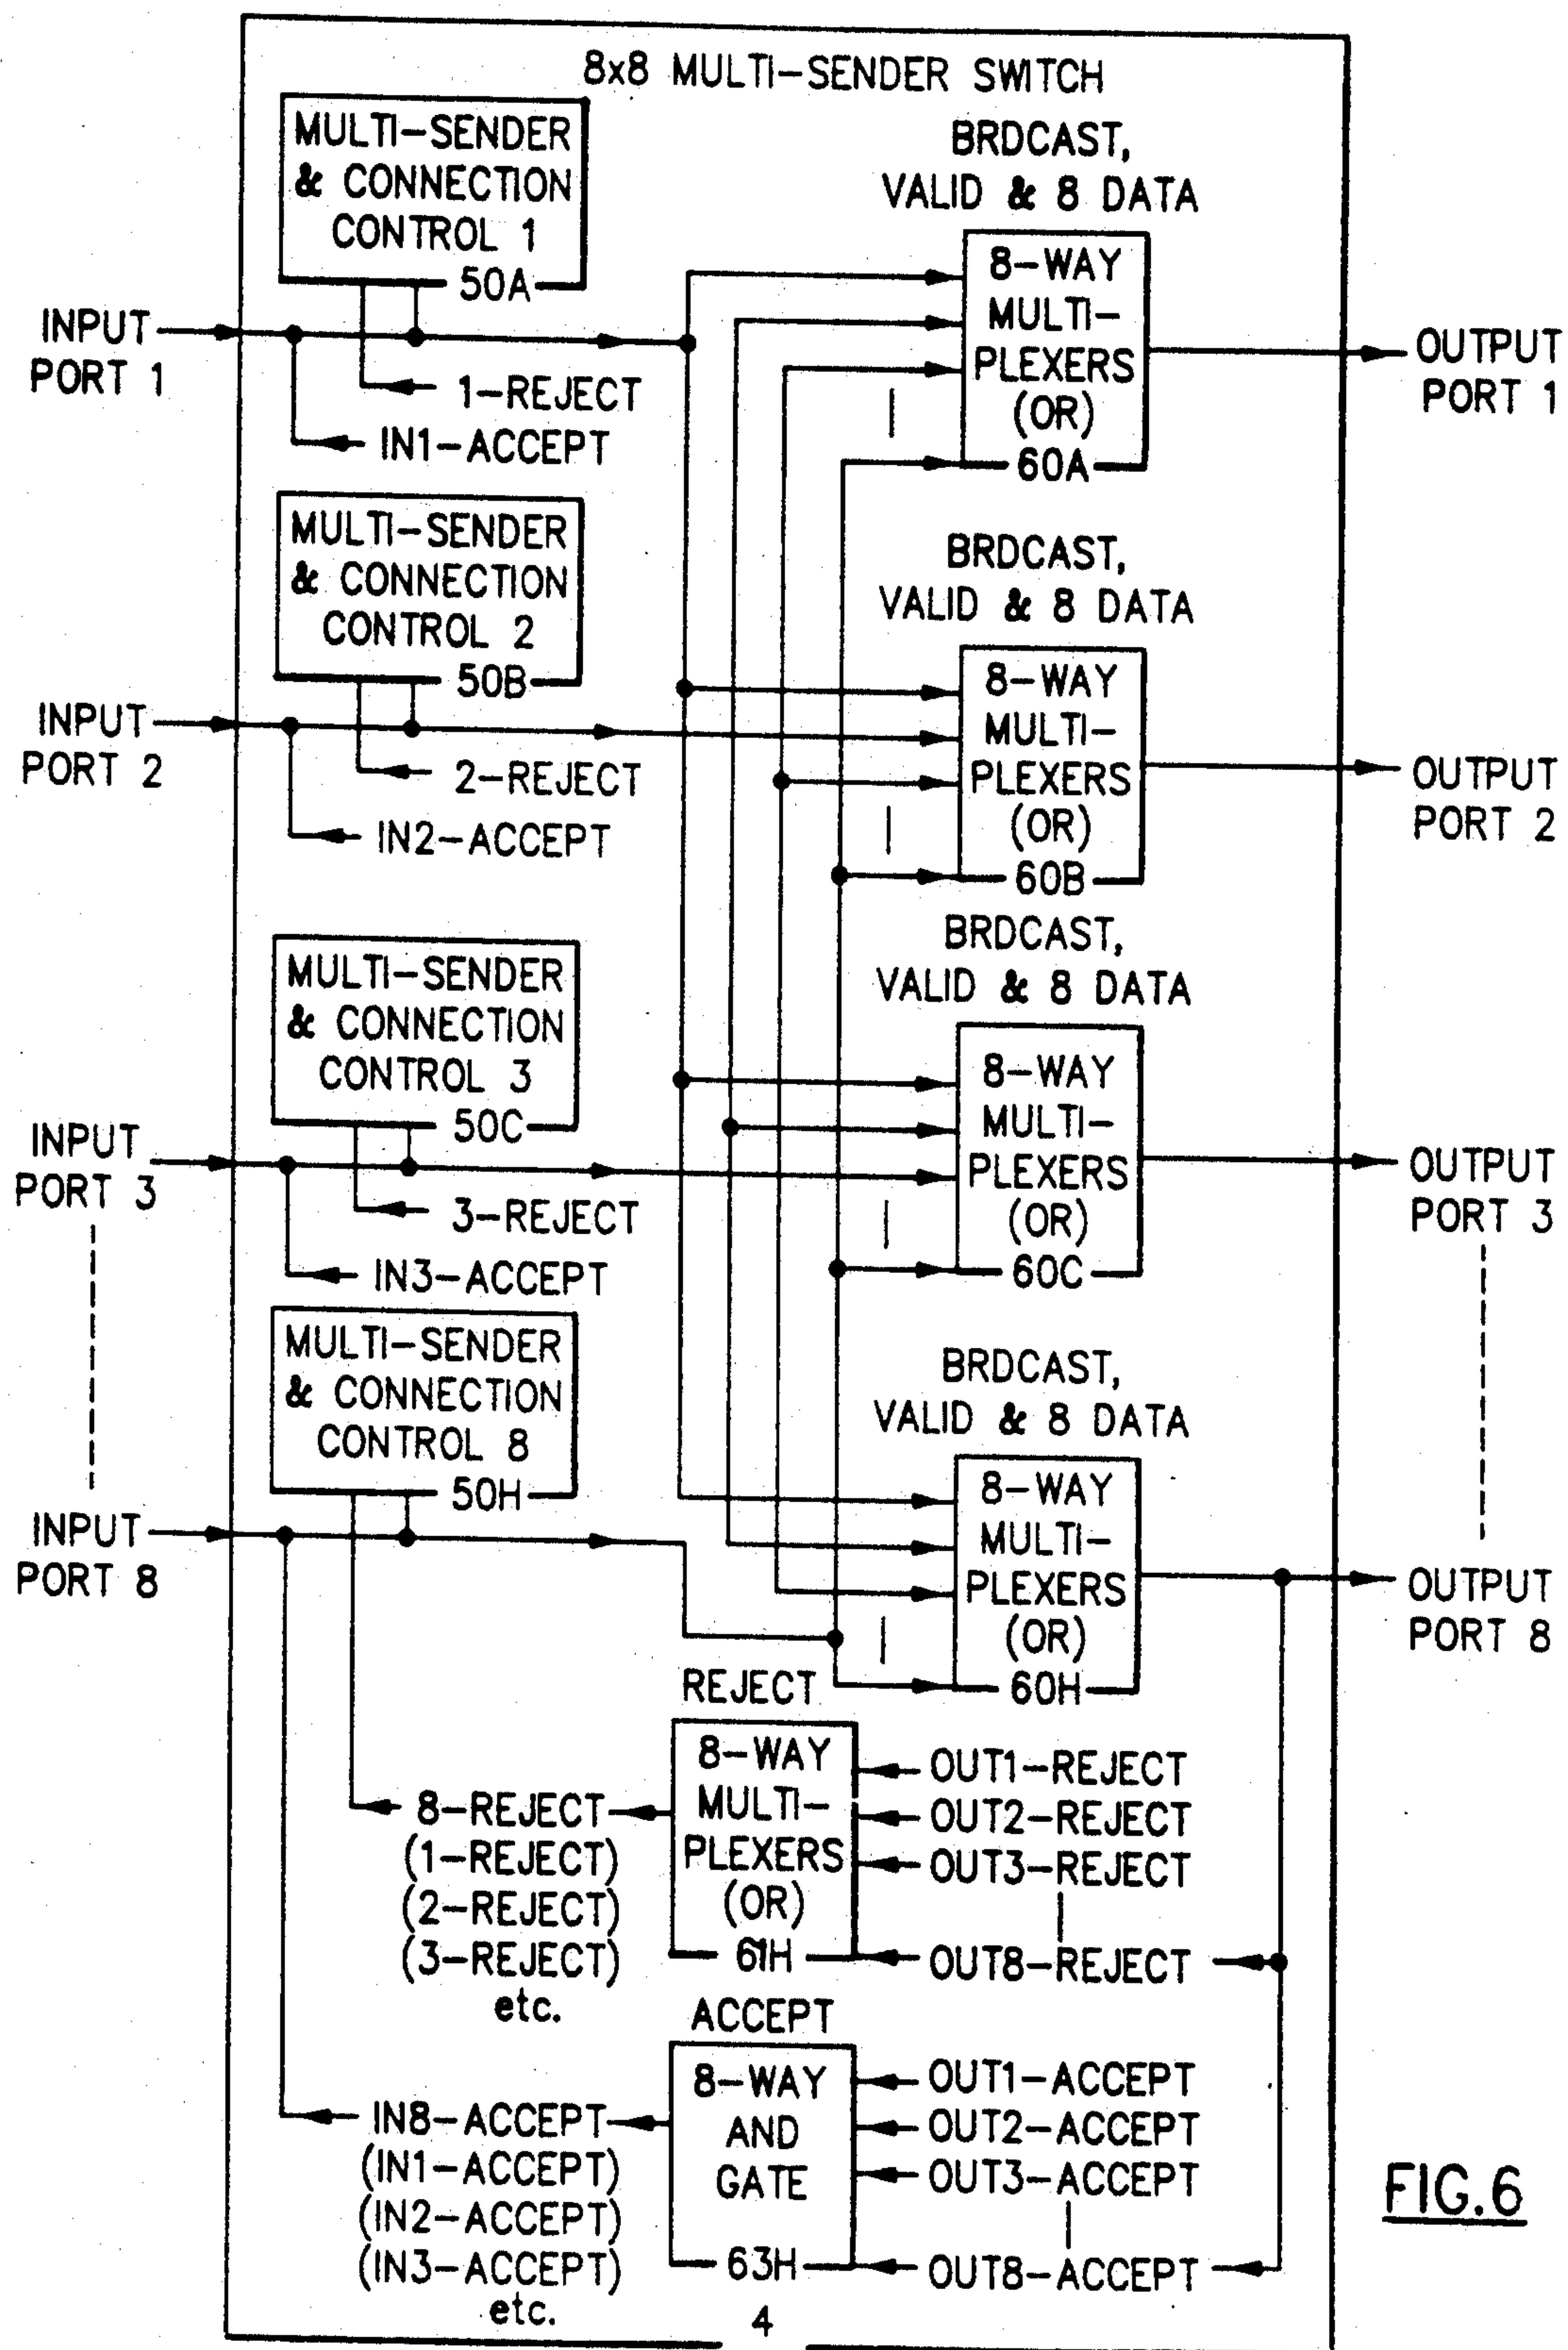 8x8 MULTI-SENDER SWITCH
MULTI-SENDER
& CONNECTION
CONTROL 1
50A
BRDCAST,
VALID & 8 DATA
8-WAY
MULTI-
PLEXERS
(OR)
60A
INPUT
PORT 1
1-REJECT
IN1-ACCEPT
OUTPUT
PORT 1
MULTI-SENDER
& CONNECTION
CONTROL 2
50B
BRDCAST,
VALID & 8 DATA
8-WAY
MULTI-
PLEXERS
(OR)
60B
INPUT
PORT 2
2-REJECT
IN2-ACCEPT
OUTPUT
PORT 2
MULTI-SENDER
& CONNECTION
CONTROL 3
50C
BRDCAST,
VALID & 8 DATA
8-WAY
MULTI-
PLEXERS
(OR)
60C
INPUT
PORT 3
3-REJECT
IN3-ACCEPT
OUTPUT
PORT 3
MULTI-SENDER
& CONNECTION
CONTROL 8
50H
BRDCAST,
VALID & 8 DATA
8-WAY
MULTI-
PLEXERS
(OR)
60H
INPUT
PORT 8
OUTPUT
PORT 8
REJECT
8-WAY
MULTI-
PLEXERS
(OR)
61H
OUT1-REJECT
OUT2-REJECT
OUT3-REJECT
OUT8-REJECT
8-REJECT
(1-REJECT)
(2-REJECT)
(3-REJECT)
etc.
ACCEPT
8-WAY
AND
GATE
63H
OUT1-ACCEPT
OUT2-ACCEPT
OUT3-ACCEPT
OUT8-ACCEPT
IN8-ACCEPT
(IN1-ACCEPT)
(IN2-ACCEPT)
(IN3-ACCEPT)
etc.
4
FIG.6